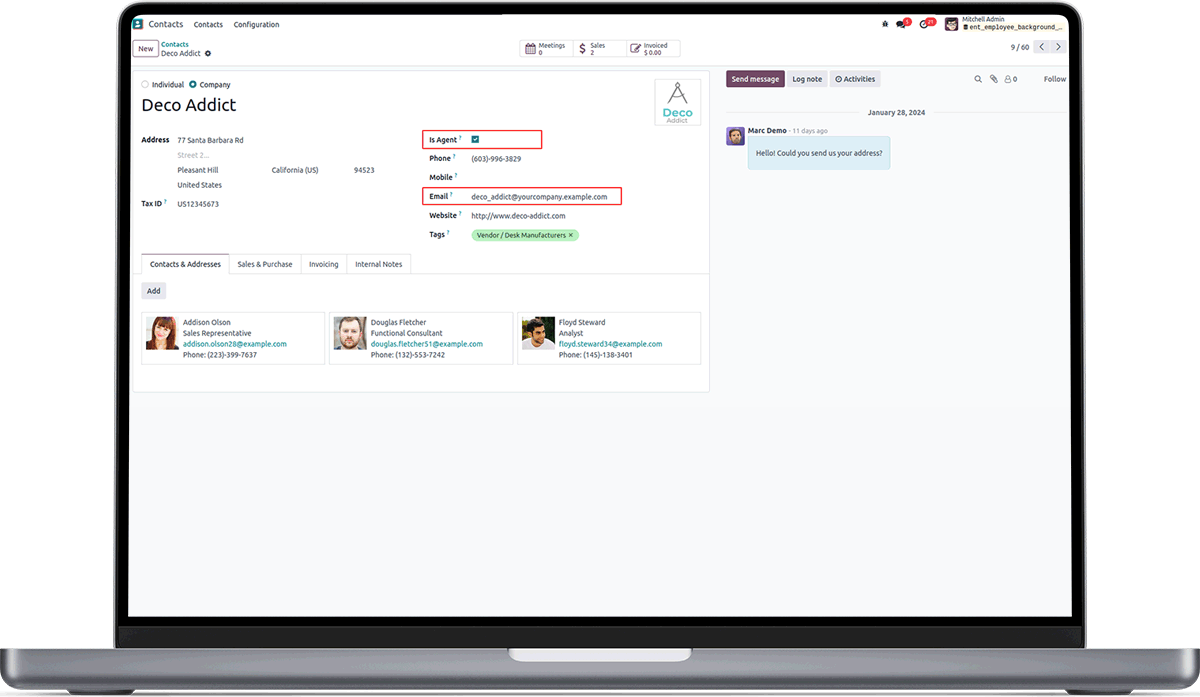 Contacts Contacts Configuration
5 21 Mitchell Admin
ent_employee_background_...
New Contacts
Deco Addict
Meetings 0
Sales 2
Invoiced $ 0.00
9 / 60
Individual Company
Deco Addict
Deco
Addict
Address 77 Santa Barbara Rd
Street 2...
Pleasant Hill California (US) 94523
United States
Tax ID ? US12345673
Is Agent ?
Phone ? (603)-996-3829
Mobile ?
Email ? deco_addict@yourcompany.example.com
Website ? http://www.deco-addict.com
Tags ? Vendor / Desk Manufacturers ×
Contacts & Addresses Sales & Purchase Invoicing Internal Notes
Add
Addison Olson
Sales Representative
addison.olson28@example.com
Phone: (223)-399-7637
Douglas Fletcher
Functional Consultant
douglas.fletcher51@example.com
Phone: (132)-553-7242
Floyd Steward
Analyst
floyd.steward34@example.com
Phone: (145)-138-3401
Send message Log note Activities 0 Follow
January 28, 2024
Marc Demo - 11 days ago
Hello! Could you send us your address?